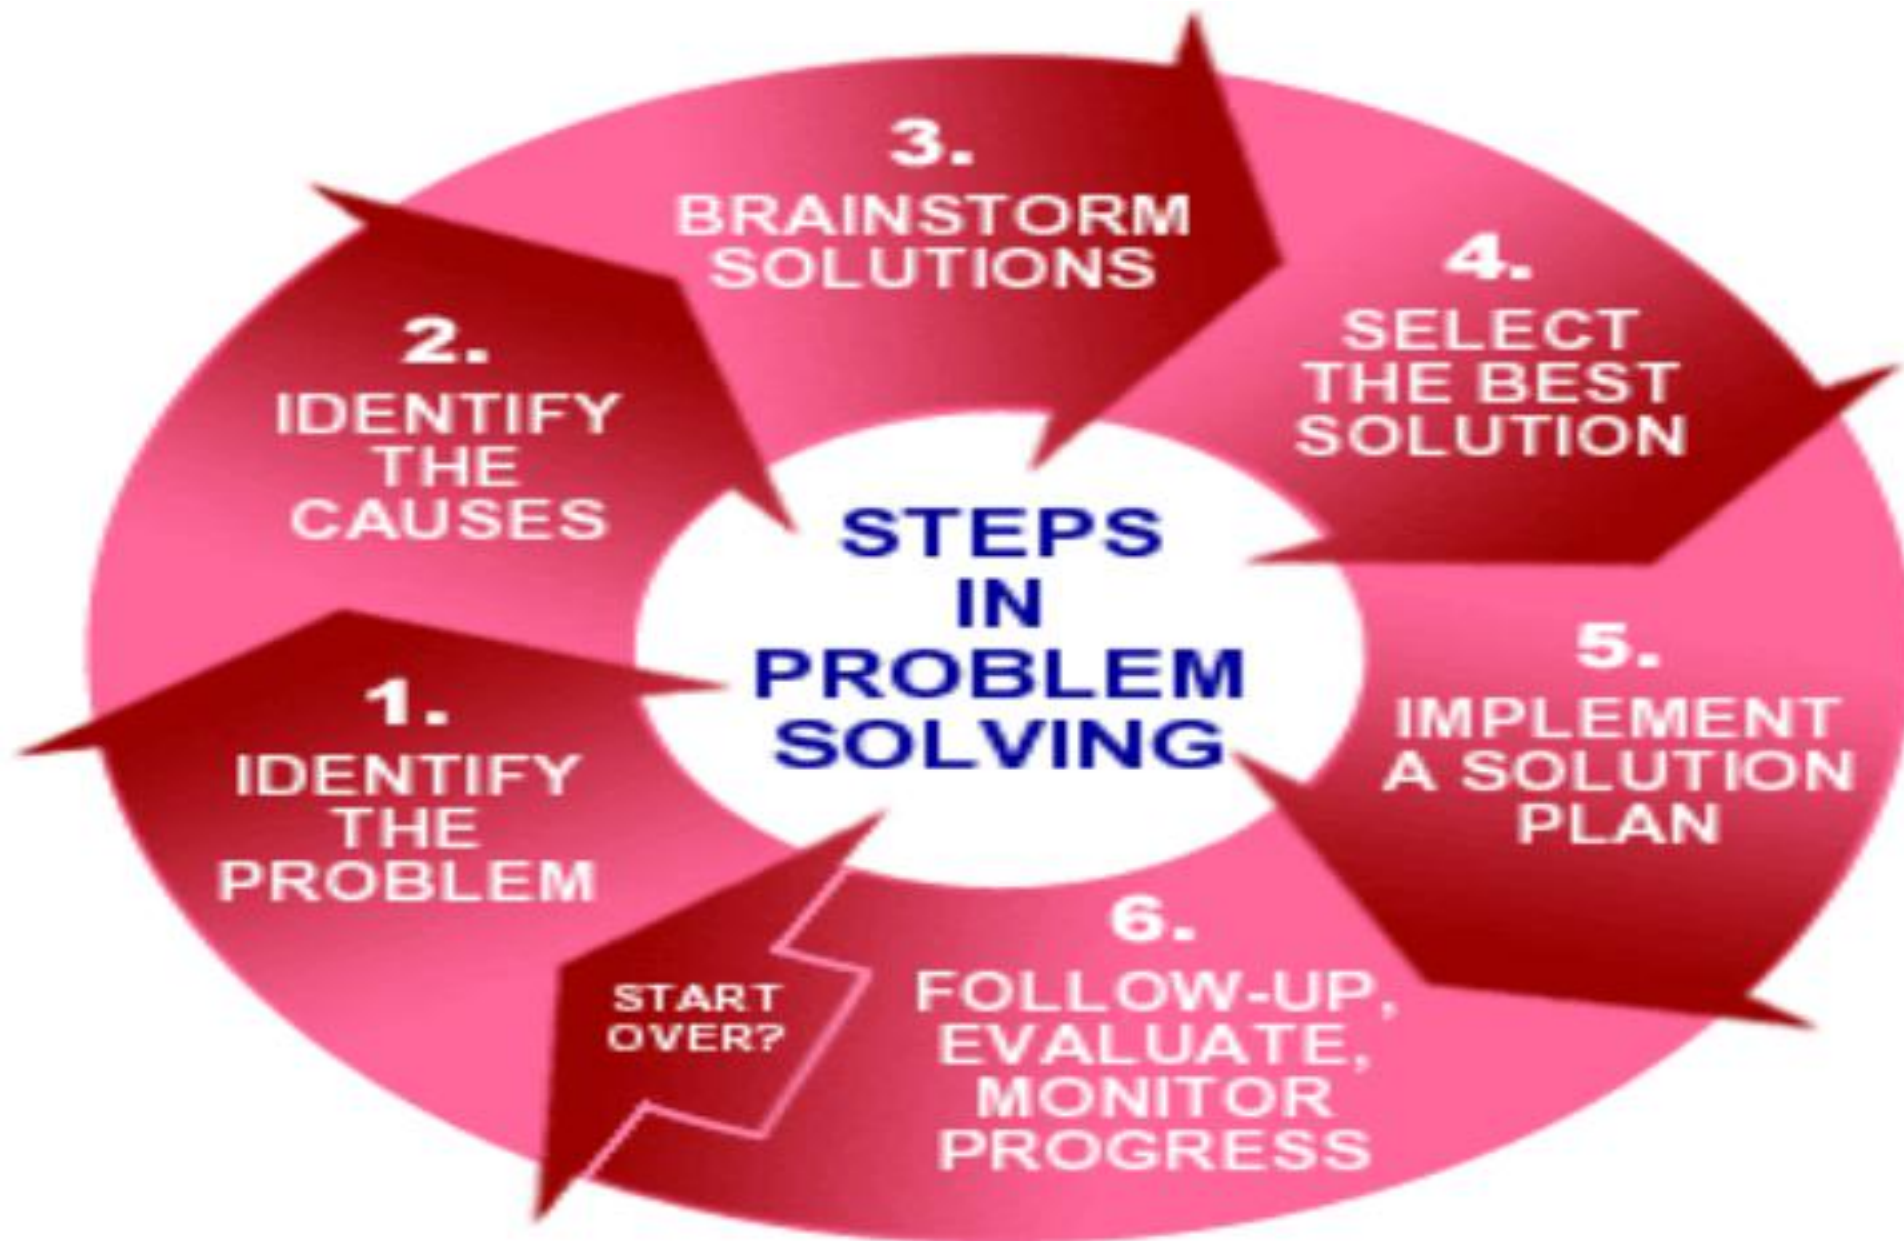 STEPS
IN
PROBLEM
SOLVING
1.
IDENTIFY
THE
PROBLEM
2.
IDENTIFY
THE
CAUSES
3.
BRAINSTORM
SOLUTIONS
4.
SELECT
THE BEST
SOLUTION
5.
IMPLEMENT
A SOLUTION
PLAN
6.
FOLLOW-UP,
EVALUATE,
MONITOR
PROGRESS
START
OVER?